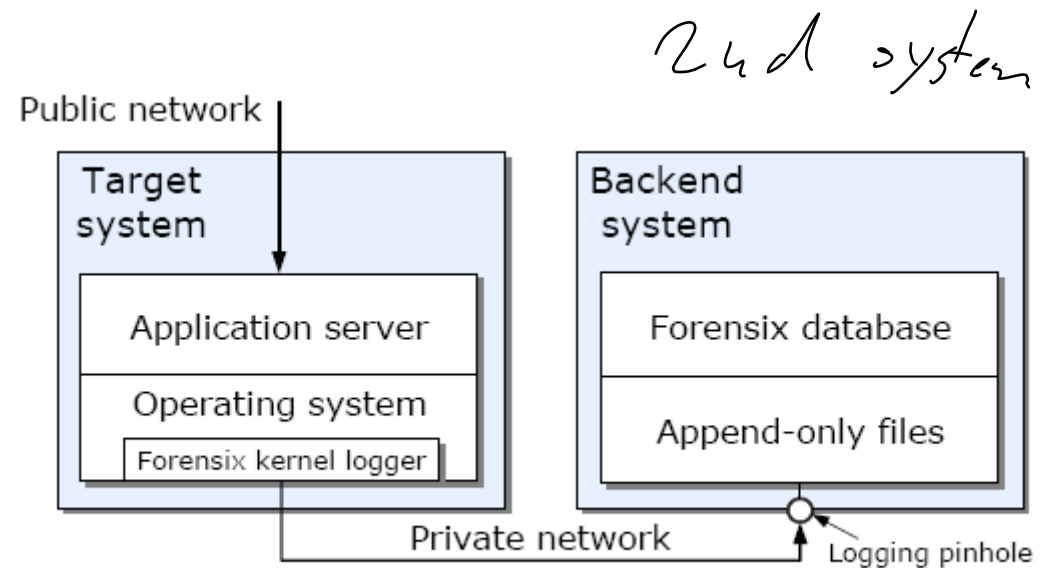 2nd system
Public network
Target
system
Application server
Operating system
Forensix kernel logger
Backend
system
Forensix database
Append-only files
Private network
Logging pinhole